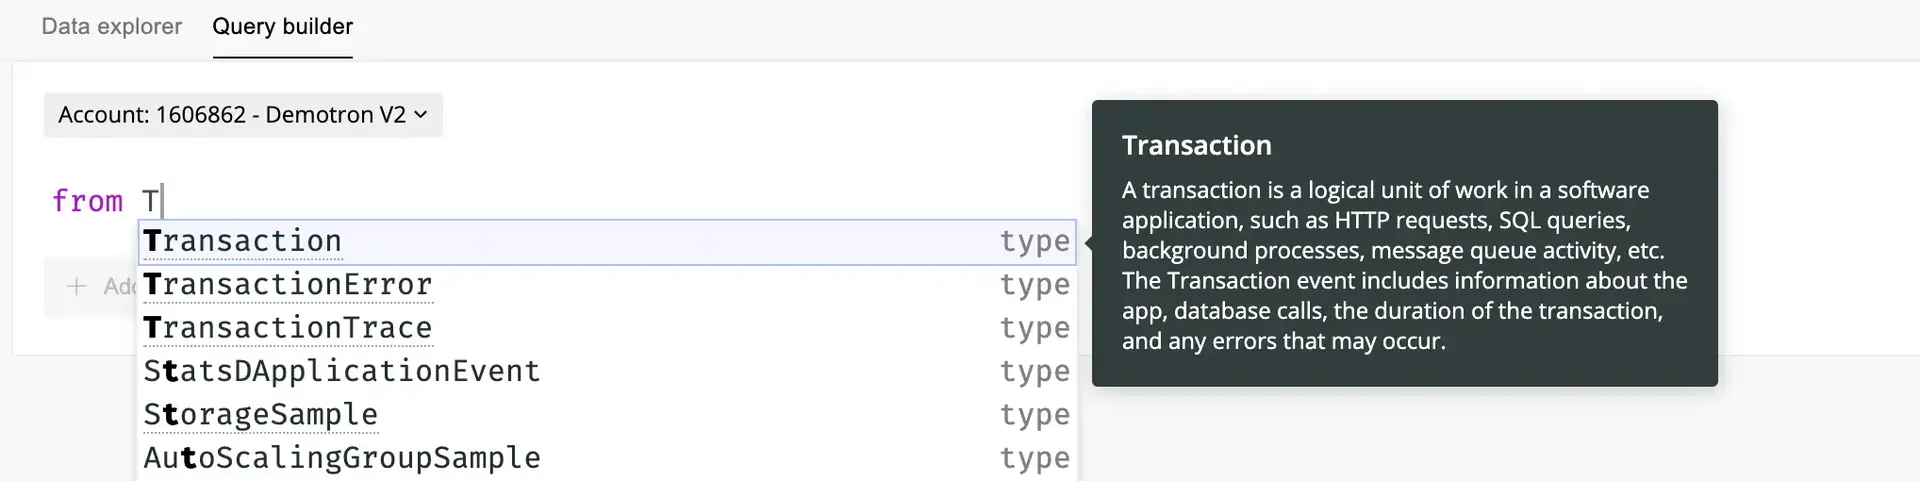 Data explorer Query builder
Account: 1606862 - Demotron V2
from T
Transaction type
TransactionError type
TransactionTrace type
StatsDApplicationEvent type
StorageSample type
AutoScalingGroupSample type
Transaction
A transaction is a logical unit of work in a software
application, such as HTTP requests, SQL queries,
background processes, message queue activity, etc.
The Transaction event includes information about the
app, database calls, the duration of the transaction,
and any errors that may occur.